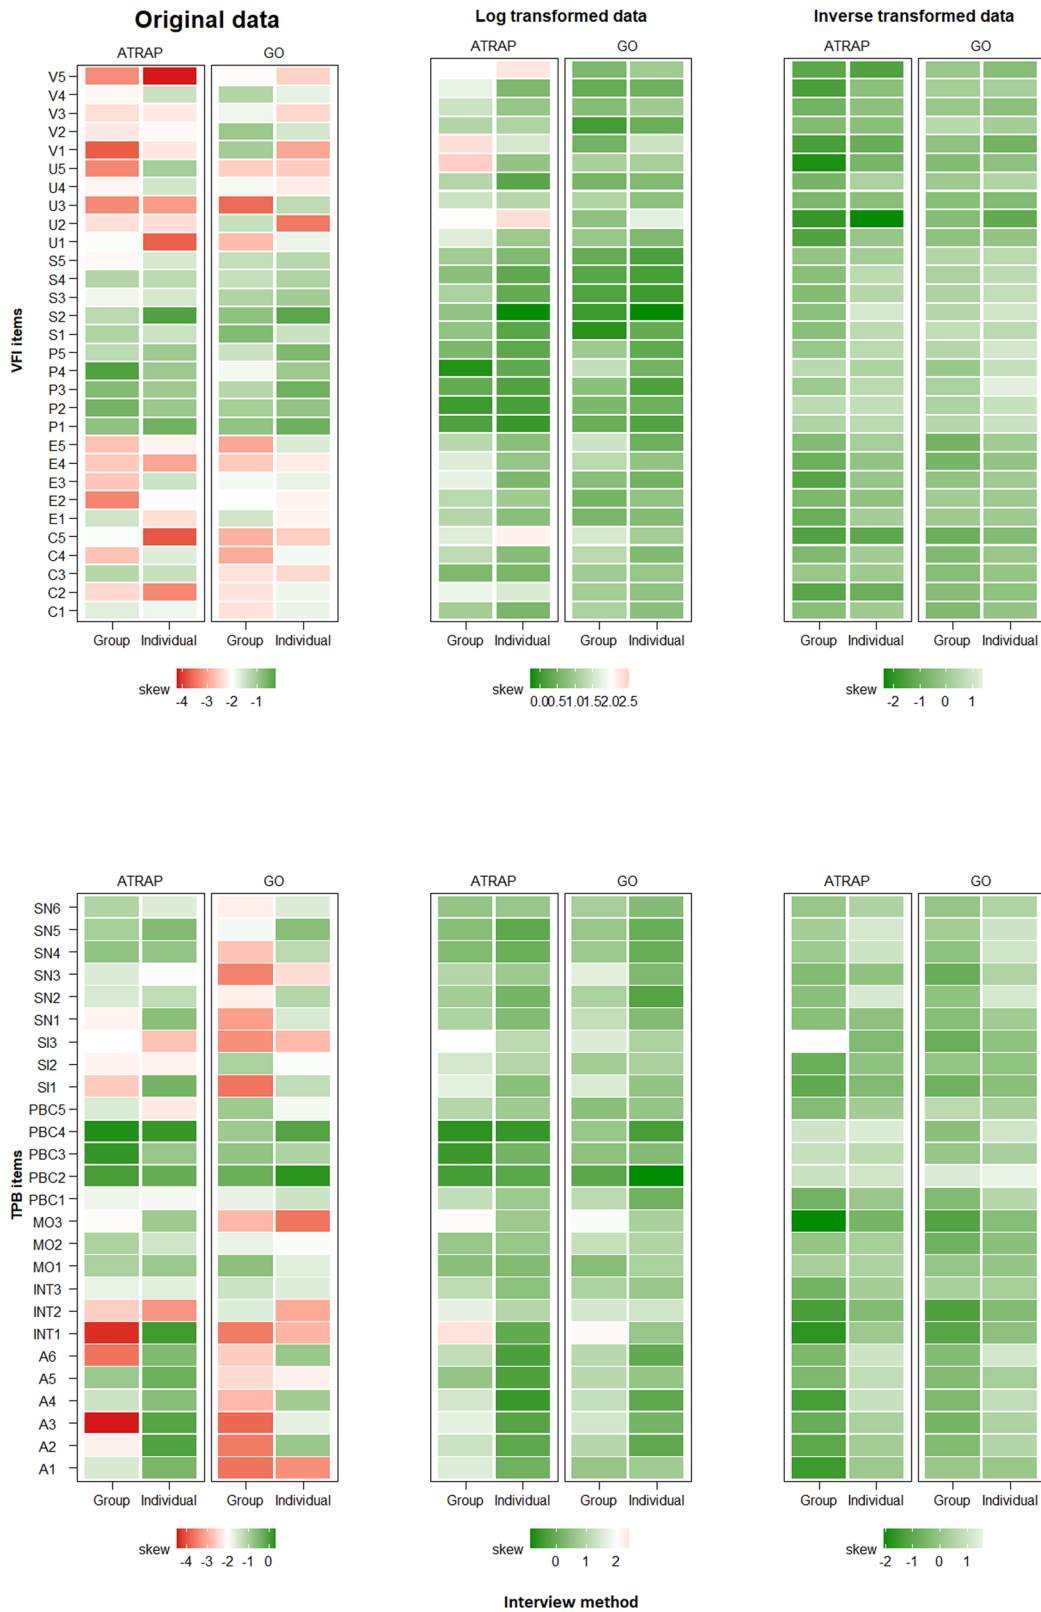 Original data
Log transformed data
Inverse transformed data
ATRAP GO
ATRAP GO
ATRAP GO
VFI items
V5
V4
V3
V2
V1
U5
U4
U3
U2
U1
S5
S4
S3
S2
S1
P5
P4
P3
P2
P1
E5
E4
E3
E2
E1
C5
C4
C3
C2
C1
Group Individual Group Individual
Group Individual Group Individual
Group Individual Group Individual
skew -4 -3 -2 -1
skew 0.00.51.01.52.02.5
skew -2 -1 0 1
ATRAP GO
ATRAP GO
ATRAP GO
TPB items
SN6
SN5
SN4
SN3
SN2
SN1
SI3
SI2
SI1
PBC5
PBC4
PBC3
PBC2
PBC1
MO3
MO2
MO1
INT3
INT2
INT1
A6
A5
A4
A3
A2
A1
Group Individual Group Individual
Group Individual Group Individual
Group Individual Group Individual
skew -4 -3 -2 -1 0
skew 0 1 2
skew -2 -1 0 1
Interview method